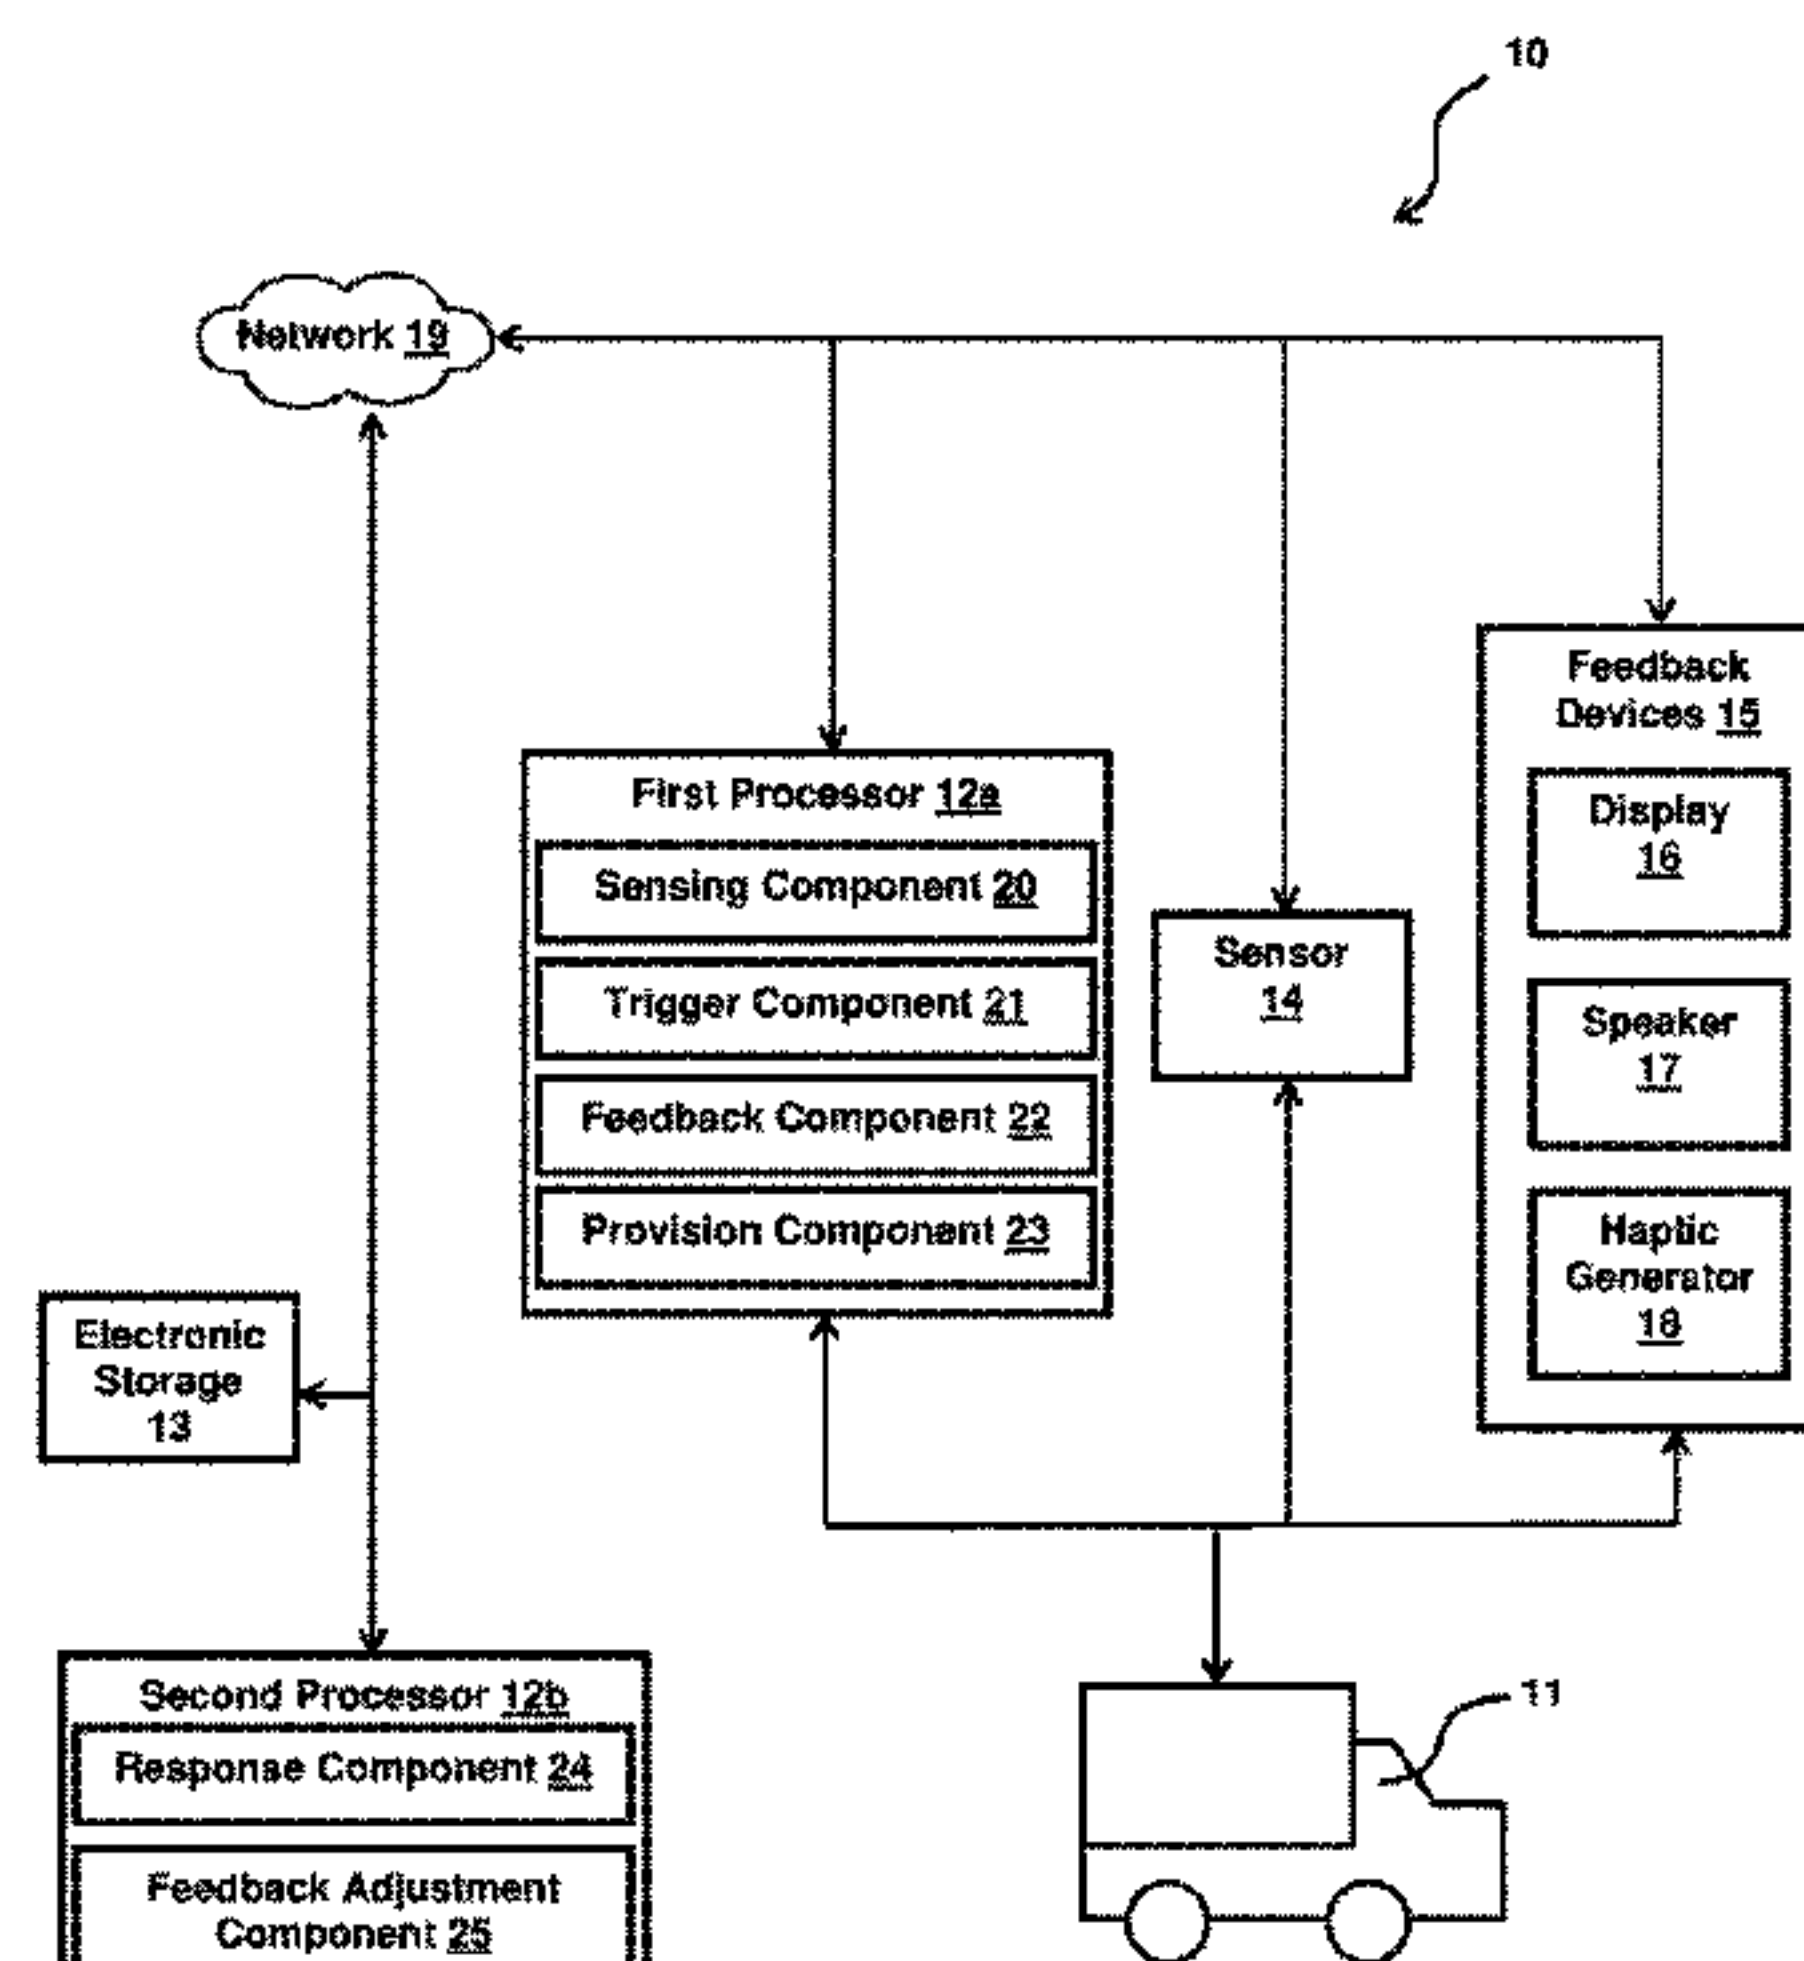 10
Network 19
Feedback
Devices 15
Display
16
Speaker
17
Haptic
Generator
18
First Processor 12a
Sensing Component 20
Trigger Component 21
Feedback Component 22
Provision Component 23
Sensor
14
Electronic
Storage
13
Second Processor 12b
Response Component 24
Feedback Adjustment
Component 25
11